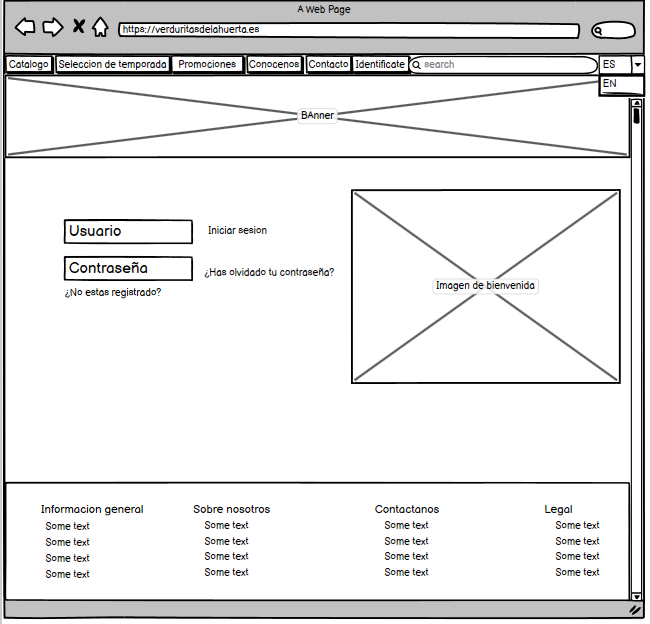 A Web Page
https://verduritasdelahuerta.es
Catalogo Seleccion de temporada Promociones Conocenos Contacto Identificate search ES
EN
BAnner
Usuario Iniciar sesion
Contraseña ¿Has olvidado tu contraseña?
¿No estas registrado?
Imagen de bienvenida
Informacion general Sobre nosotros Contactanos Legal
Some text Some text Some text Some text
Some text Some text Some text Some text
Some text Some text Some text Some text
Some text Some text Some text Some text